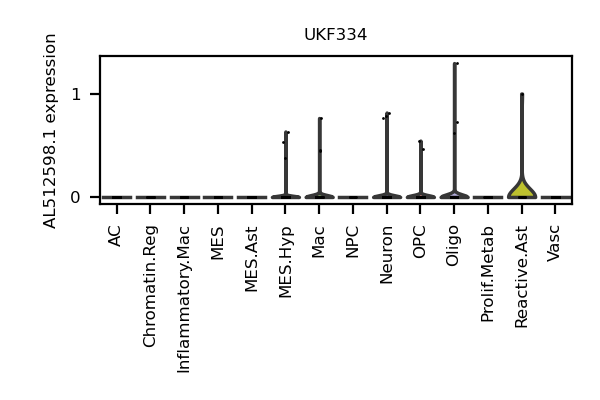 UKF334
AL512598.1 expression
1
0
AC
Chromatin.Reg
Inflammatory.Mac
MES
MES.Ast
MES.Hyp
Mac
NPC
Neuron
OPC
Oligo
Prolif.Metab
Reactive.Ast
Vasc